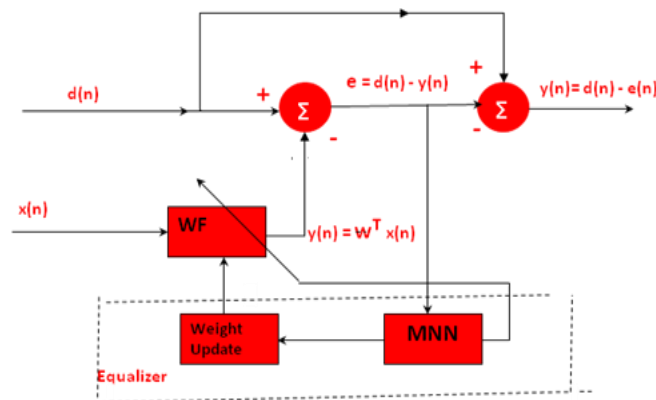 d(n)
+
Σ
-
e = d(n) - y(n)
+
Σ
-
y(n)= d(n) - e(n)
x(n)
WF
y(n) = W^T x(n)
Weight
Update
MNN
Equalizer